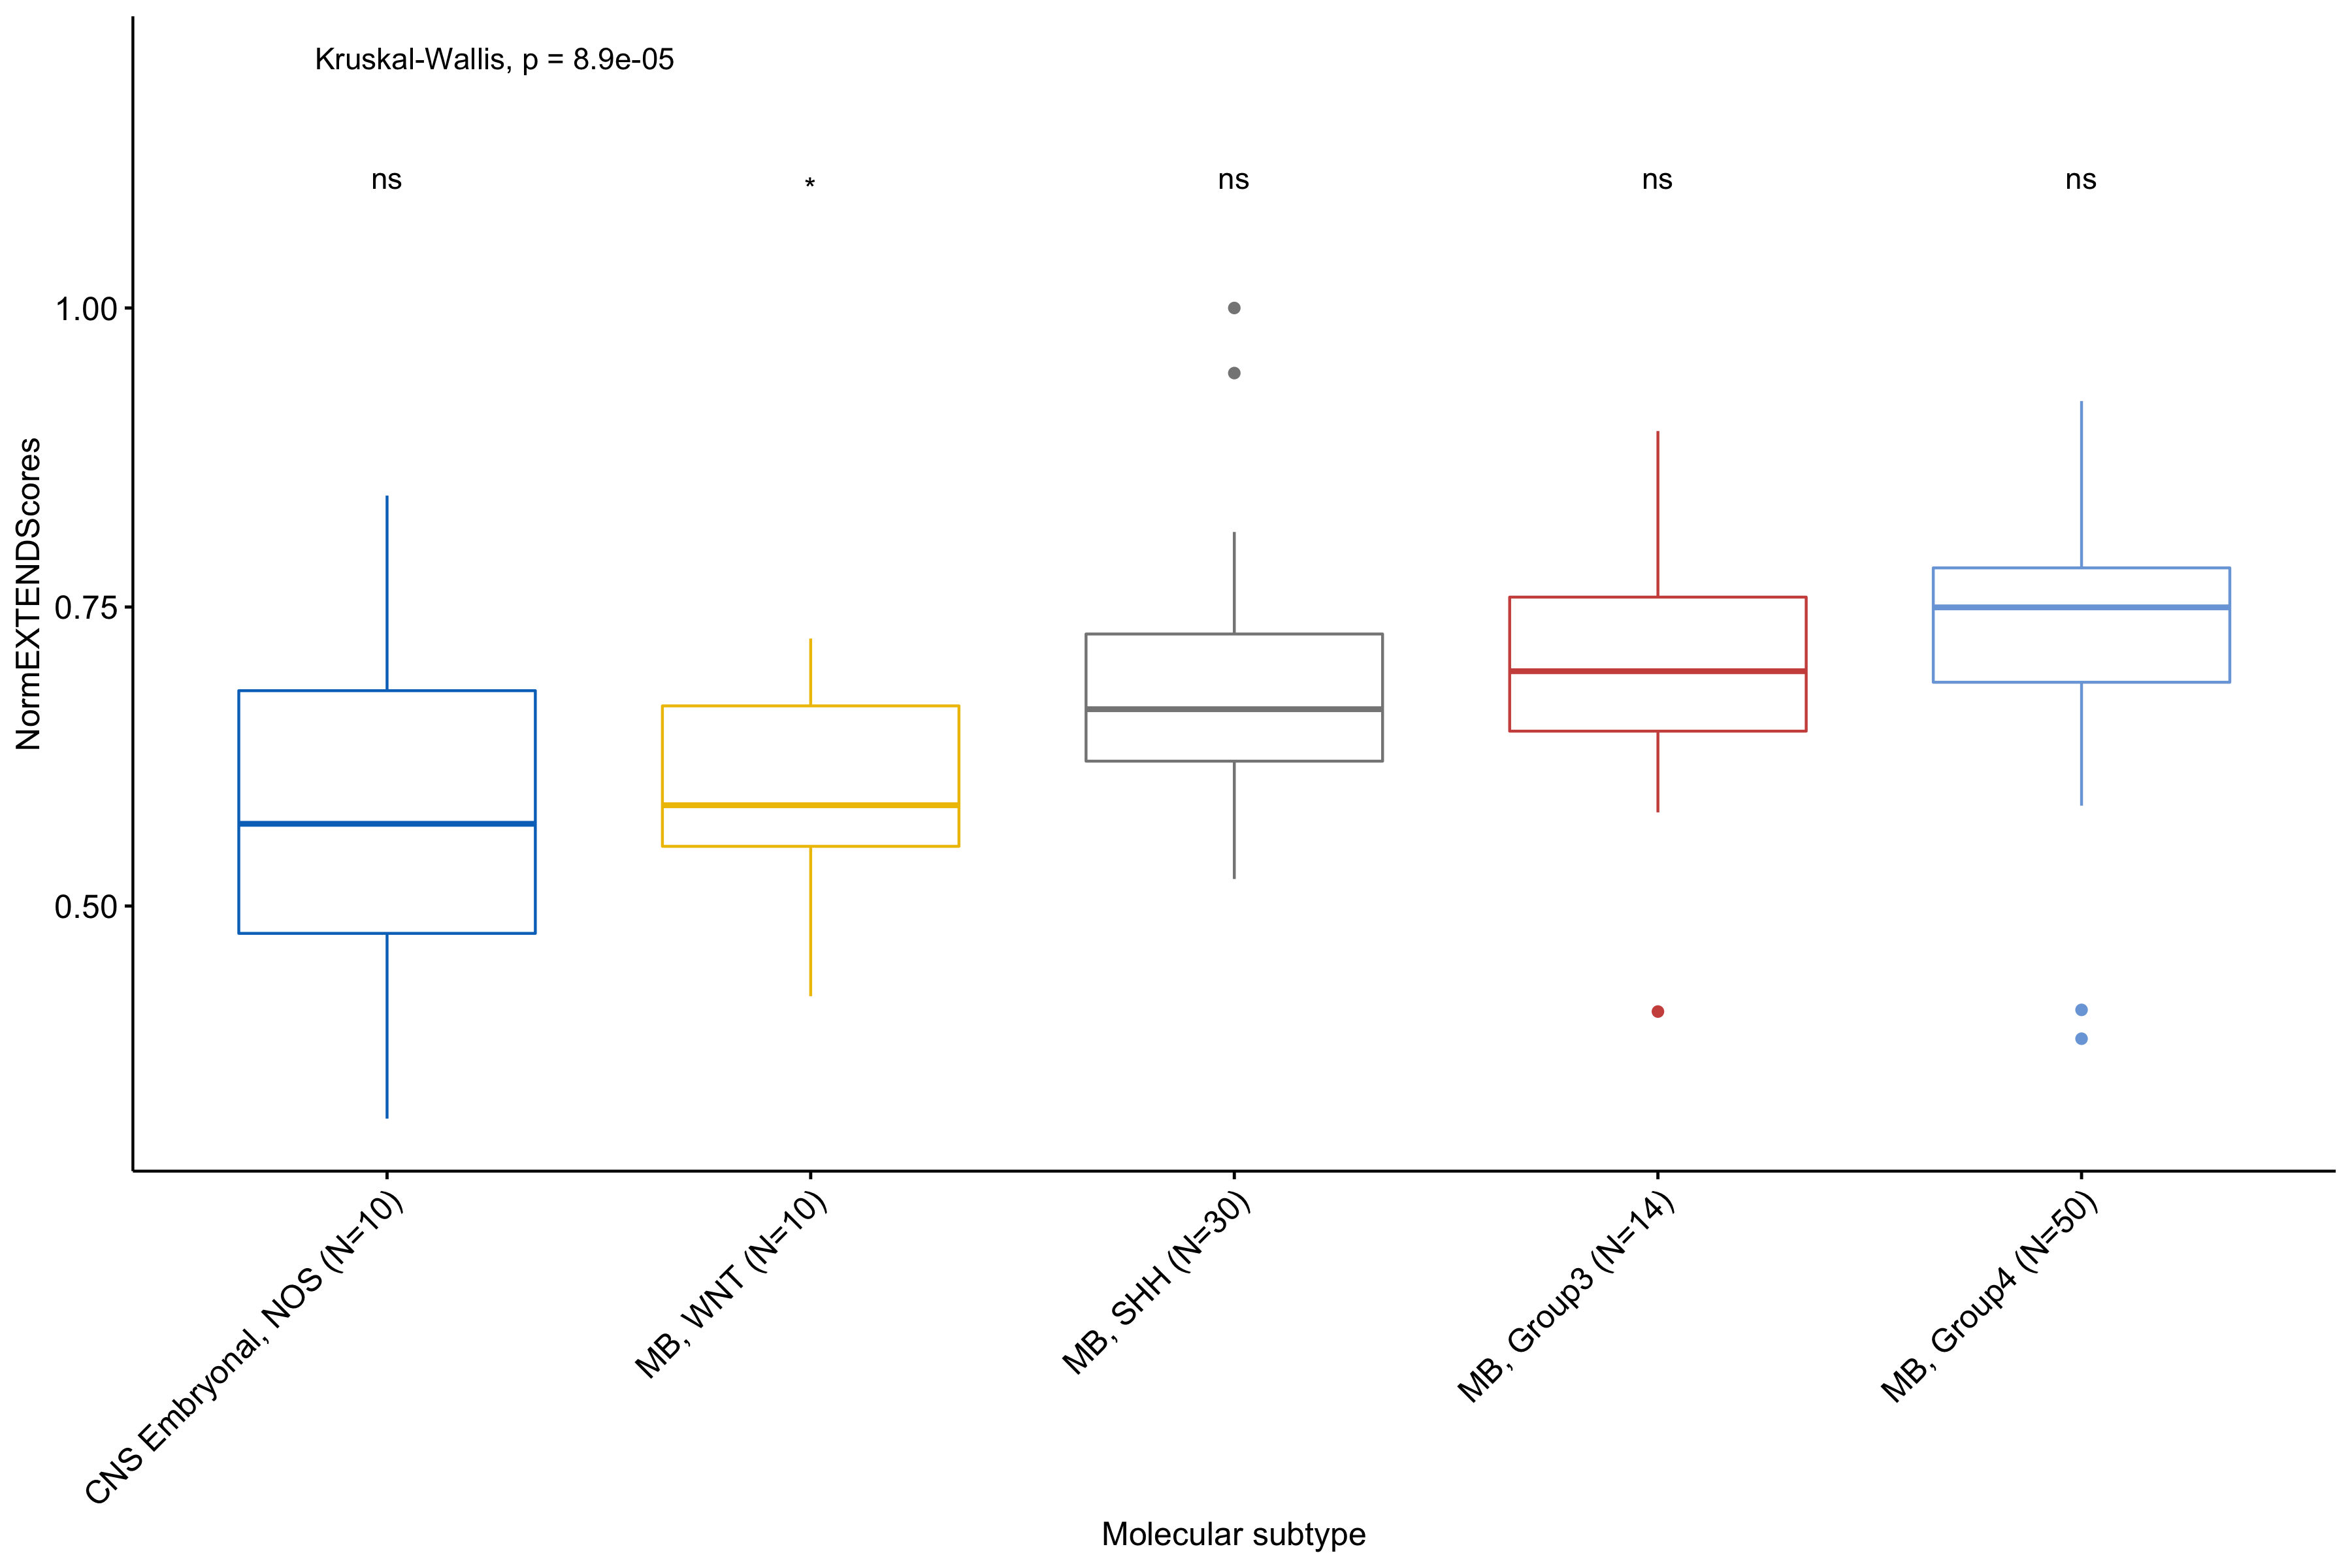 Kruskal-Wallis, p = 8.9e-05
ns * ns ns ns
NormEXTENDScores
1.00
0.75
0.50
CNS Embryonal, NOS (N=10)
MB, WNT (N=10)
MB, SHH (N=30)
MB, Group3 (N=14)
MB, Group4 (N=50)
Molecular subtype